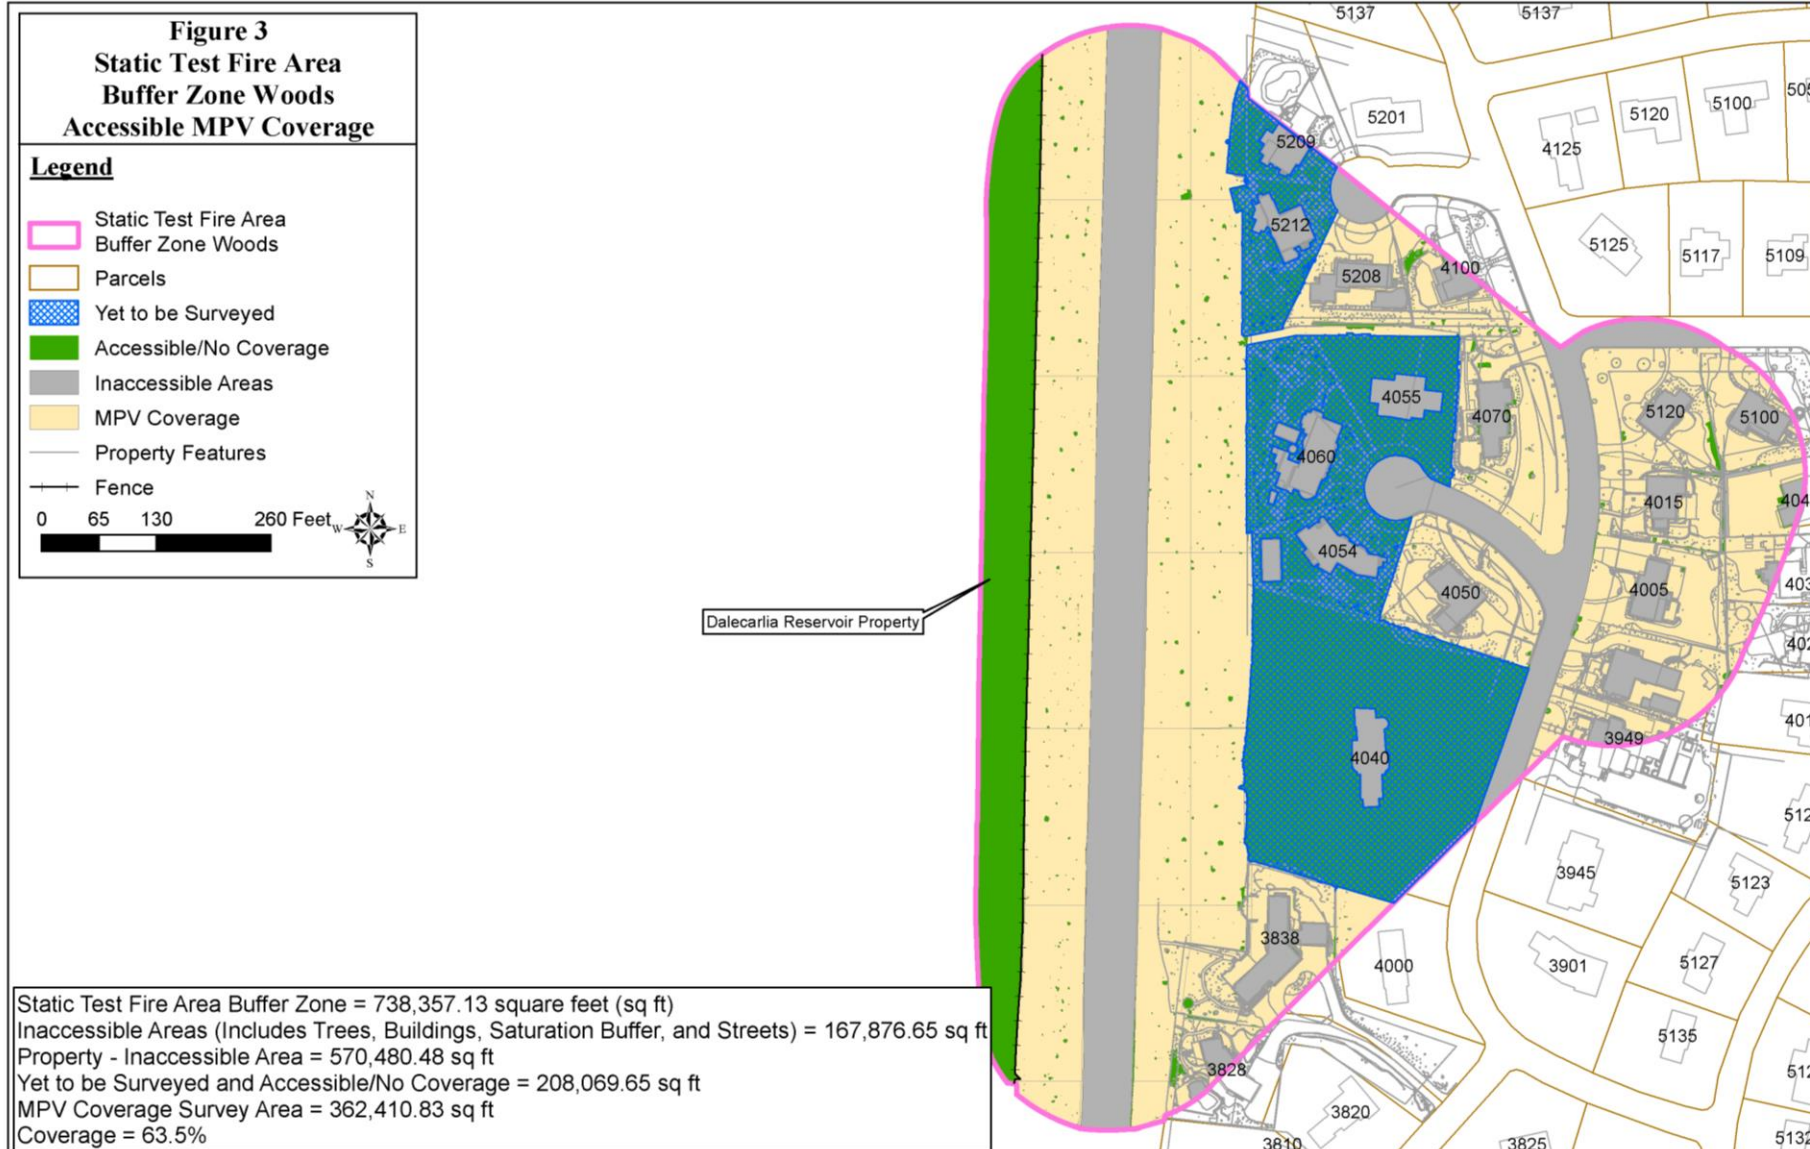 Figure 3
Static Test Fire Area
Buffer Zone Woods
Accessible MPV Coverage
Legend
Static Test Fire Area
Buffer Zone Woods
Parcels
Yet to be Surveyed
Accessible/No Coverage
Inaccessible Areas
MPV Coverage
Property Features
Fence
0 65 130 260 Feet
N
W E
S
5137 5137
5201
4125
5120
5100
5209
5212
5208
4100
5125
5117
5109
4055
4070
5120
5100
4060
4015
4054
4050
4005
4040
3949
3945
5123
3838
4000
3901
5127
5135
3828
3820
3810
3825
5132
Dalecarlia Reservoir Property
Static Test Fire Area Buffer Zone = 738,357.13 square feet (sq ft)
Inaccessible Areas (Includes Trees, Buildings, Saturation Buffer, and Streets) = 167,876.65 sq ft
Property - Inaccessible Area = 570,480.48 sq ft
Yet to be Surveyed and Accessible/No Coverage = 208,069.65 sq ft
MPV Coverage Survey Area = 362,410.83 sq ft
Coverage = 63.5%